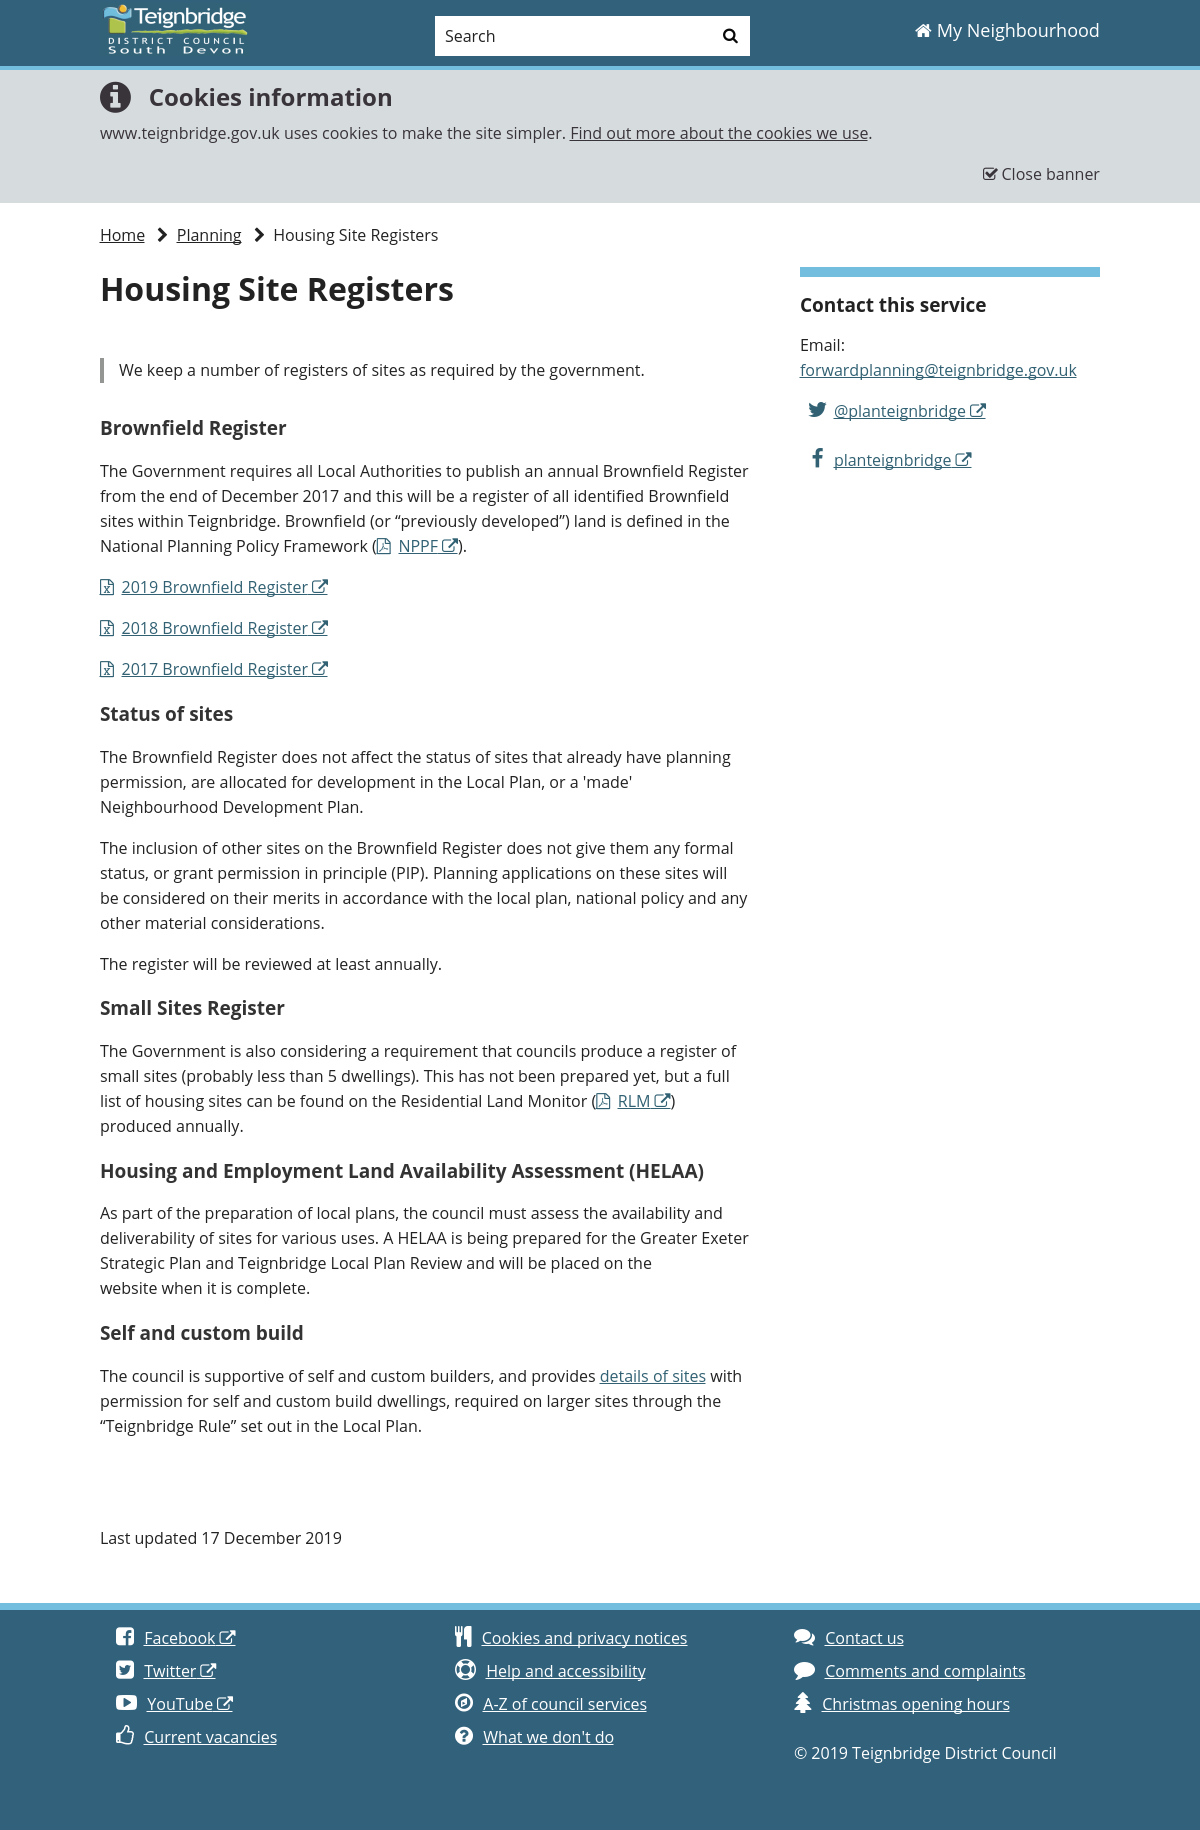 Teignbridge
DISTRICT COUNCIL
South Devon
Search
My Neighbourhood
Cookies information
www.teignbridge.gov.uk uses cookies to make the site simpler. Find out more about the cookies we use.
Close banner
Home Planning Housing Site Registers
Housing Site Registers
We keep a number of registers of sites as required by the government.
Brownfield Register
The Government requires all Local Authorities to publish an annual Brownfield Register
from the end of December 2017 and this will be a register of all identified Brownfield
sites within Teignbridge. Brownfield (or “previously developed”) land is defined in the
National Planning Policy Framework ( NPPF ).
2019 Brownfield Register
2018 Brownfield Register
2017 Brownfield Register
Status of sites
The Brownfield Register does not affect the status of sites that already have planning
permission, are allocated for development in the Local Plan, or a 'made'
Neighbourhood Development Plan.
The inclusion of other sites on the Brownfield Register does not give them any formal
status, or grant permission in principle (PIP). Planning applications on these sites will
be considered on their merits in accordance with the local plan, national policy and any
other material considerations.
The register will be reviewed at least annually.
Small Sites Register
The Government is also considering a requirement that councils produce a register of
small sites (probably less than 5 dwellings). This has not been prepared yet, but a full
list of housing sites can be found on the Residential Land Monitor ( RLM )
produced annually.
Housing and Employment Land Availability Assessment (HELAA)
As part of the preparation of local plans, the council must assess the availability and
deliverability of sites for various uses. A HELAA is being prepared for the Greater Exeter
Strategic Plan and Teignbridge Local Plan Review and will be placed on the
website when it is complete.
Self and custom build
The council is supportive of self and custom builders, and provides details of sites with
permission for self and custom build dwellings, required on larger sites through the
“Teignbridge Rule” set out in the Local Plan.
Last updated 17 December 2019
Contact this service
Email:
forwardplanning@teignbridge.gov.uk
@planteignbridge
planteignbridge
Facebook
Twitter
YouTube
Current vacancies
Cookies and privacy notices
Help and accessibility
A-Z of council services
What we don't do
Contact us
Comments and complaints
Christmas opening hours
© 2019 Teignbridge District Council